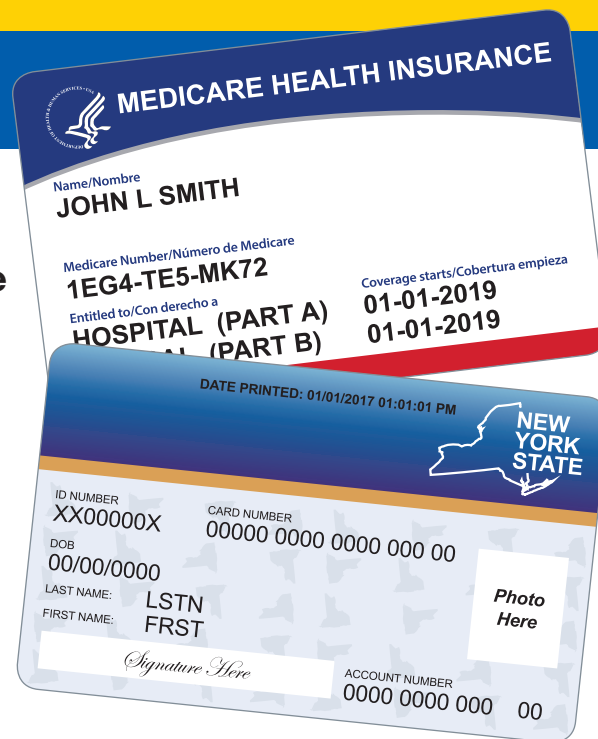 MEDICARE HEALTH INSURANCE
Name/Nombre
JOHN L SMITH
e
Medicare Number/Número de Medicare
1EG4-TE5-MK72
Entitled to/Con derecho a
Coverage starts/Cobertura empieza
HOSPITAL (PART A)
01-01-2019
(PART B)
01-01-2019
DATE PRINTED: 01/01/2017 01:01:01 PM
NEW
YORK
STATE
ID NUMBER
XX00000X
CARD NUMBER
00000 0000 0000 000 00
DOB
00/00/0000
LAST NAME: LSTN
FIRST NAME: FRST
Photo
Here
Signature Here
ACCOUNT NUMBER
0000 0000 000 00